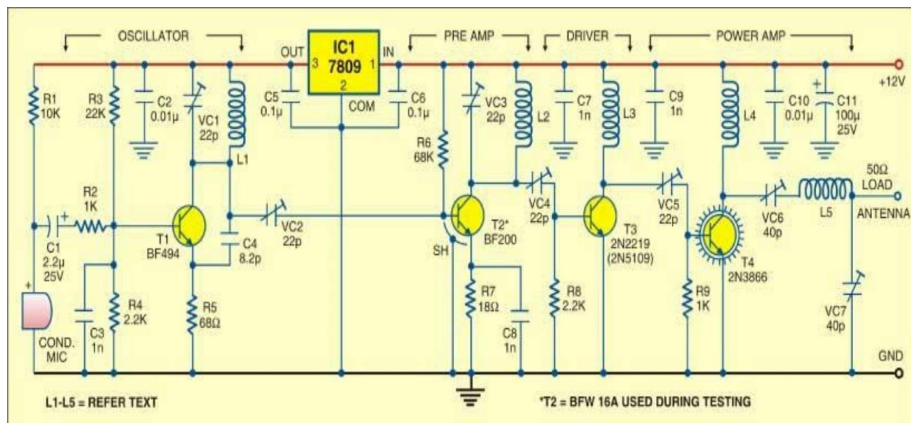 OSCILLATOR
PRE AMP
DRIVER
POWER AMP
OUT
IC1
7809
IN
3
1
2
COM
+12V
R1
10K
R3
22K
C2
0.01µ
VC1
22p
L1
C5
0.1µ
C6
0.1µ
R6
68K
VC3
22p
L2
C7
1n
L3
C9
1n
L4
C10
0.01µ
C11
100µ
25V
+
50Ω
LOAD
ANTENNA
R2
1K
+
C1
2.2µ
25V
T1
BF494
VC2
22p
C4
8.2p
T2*
BF200
SH
VC4
22p
T3
2N2219
(2N5109)
VC5
22p
T4
2N3866
VC6
40p
L5
VC7
40p
+
COND.
MIC
C3
1n
R4
2.2K
R5
68Ω
R7
18Ω
C8
1n
R8
2.2K
R9
1K
GND
L1-L5 = REFER TEXT
*T2 = BFW 16A USED DURING TESTING